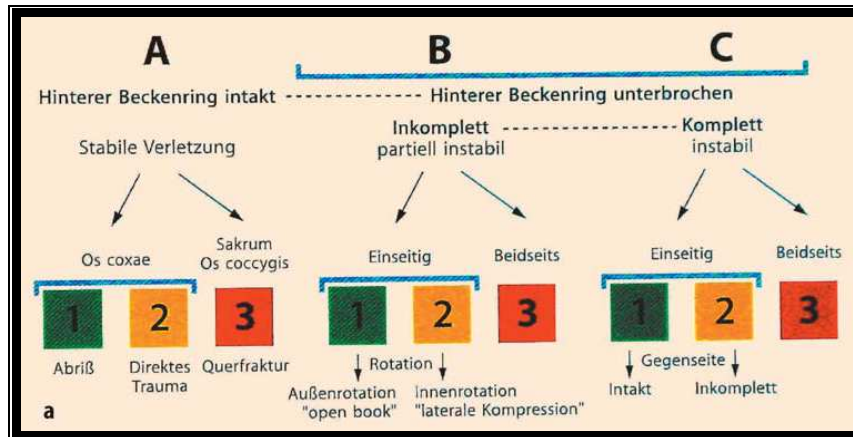 A B C
Hinterer Beckenring intakt Hinterer Beckenring unterbrochen
Inkomplett Komplett
Stabile Verletzung partiell instabil instabil
Sakrum
Os coxae Os coccygis Einseitig Beidseits Einseitig Beidseits
1 2 3 1 2 3 1 2 3
Abriß Direktes Querfraktur Rotation Gegenseite
Trauma Außenrotation Innenrotation Intakt Inkomplett
a "open book" "laterale Kompression"